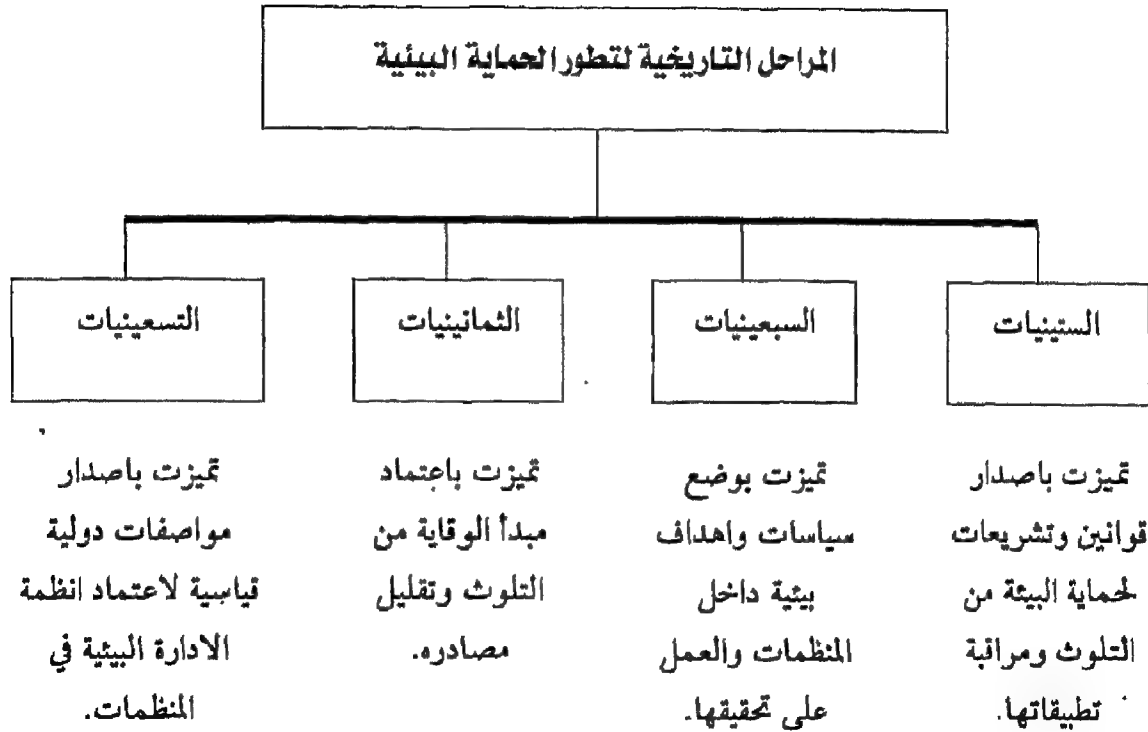 المراحل التاريخية لتطور الحماية البيئية
الستينيات
تميزت باصدار
قوانين وتشريعات
لحماية البيئة من
التلوث ومراقبة
تطبيقاتها.
السبعينيات
تميزت بوضع
سياسات واهداف
بيئية داخل
المنظمات والعمل
على تحقيقها.
الثمانينيات
تميزت باعتماد
مبدأ الوقاية من
التلوث وتقليل
مصادره.
التسعينيات
تميزت باصدار
مواصفات دولية
قياسية لاعتماد انظمة
الادارة البيئية في
المنظمات.